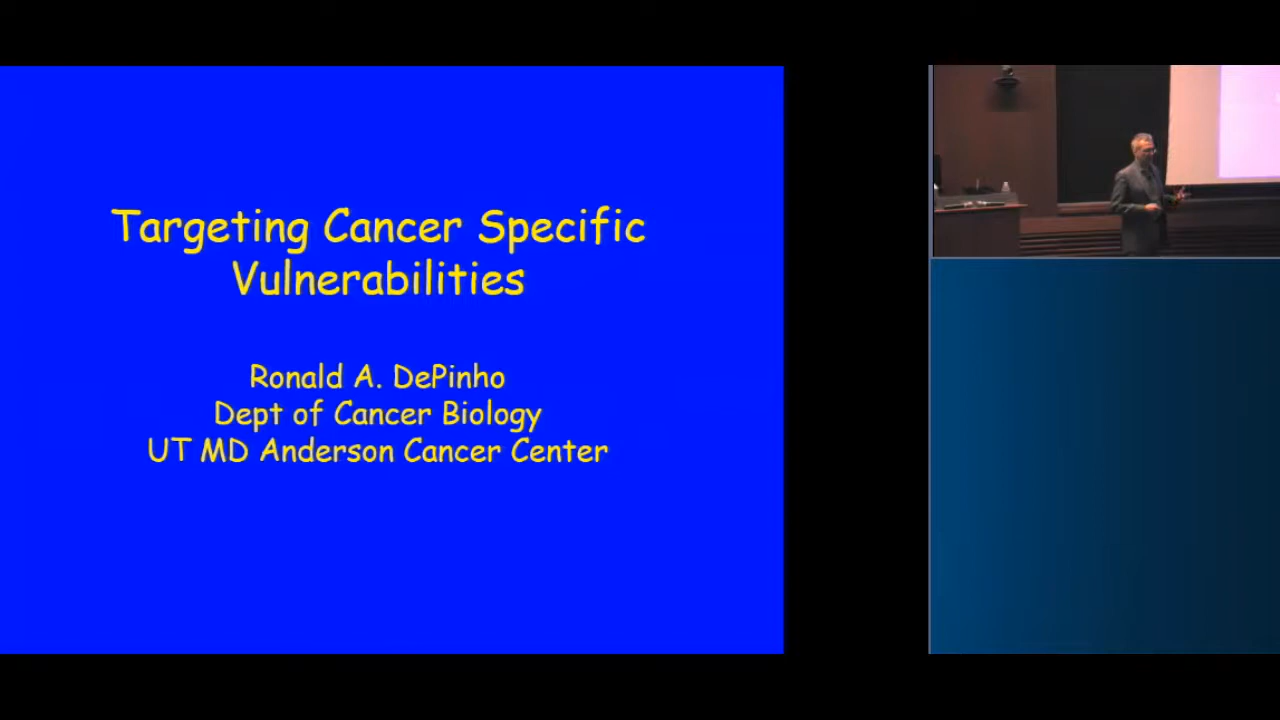 Targeting Cancer Specific
Vulnerabilities
Ronald A. DePinho
Dept of Cancer Biology
UT MD Anderson Cancer Center